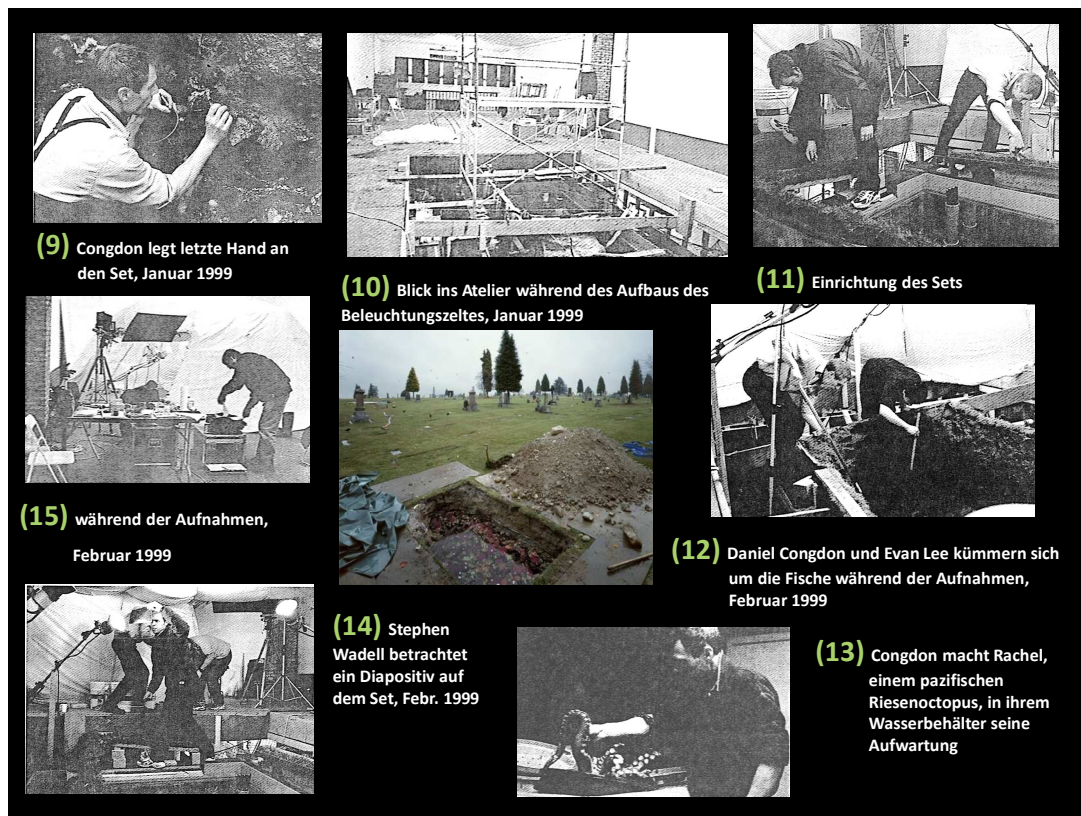 (9) Congdon legt letzte Hand an
den Set, Januar 1999
(10) Blick ins Atelier während des Aufbaus des
Beleuchtungszeltes, Januar 1999
(11) Einrichtung des Sets
(15) während der Aufnahmen,
Februar 1999
(12) Daniel Congdon und Evan Lee kümmern sich
um die Fische während der Aufnahmen,
Februar 1999
(14) Stephen
Wadell betrachtet
ein Diapositiv auf
dem Set, Febr. 1999
(13) Congdon macht Rachel,
einem pazifischen
Riesenoctopus, in ihrem
Wasserbehälter seine
Aufwartung